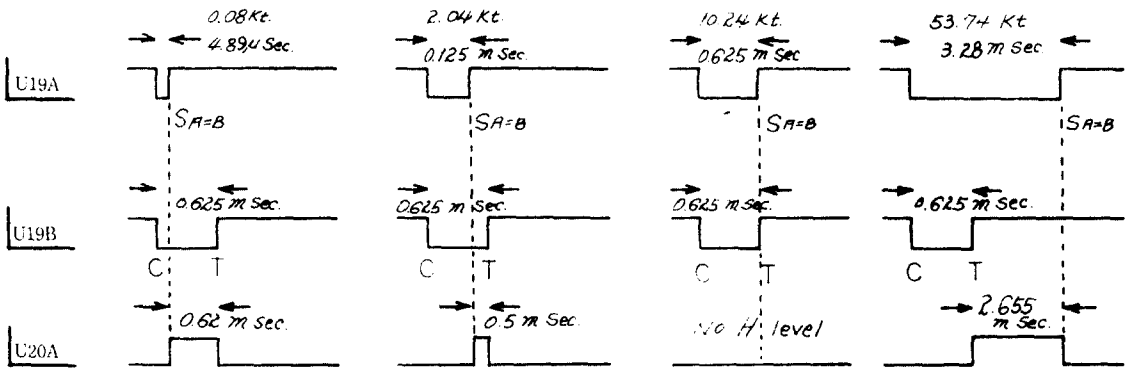 0.08 Kt. 2.04 Kt. 10.24 Kt 53.74 Kt
4.89μ Sec. 0.125 m Sec. 0.625 m Sec 3.28 m Sec.
U19A
SA=B SA=B SA=B SA=B
0.625 m Sec. 0.625 m Sec. 0.625 m Sec. 0.625 m Sec.
U19B
C T C T C T C T
0.62 m Sec. 0.5 m Sec. No H level 2.655 m Sec.
U20A